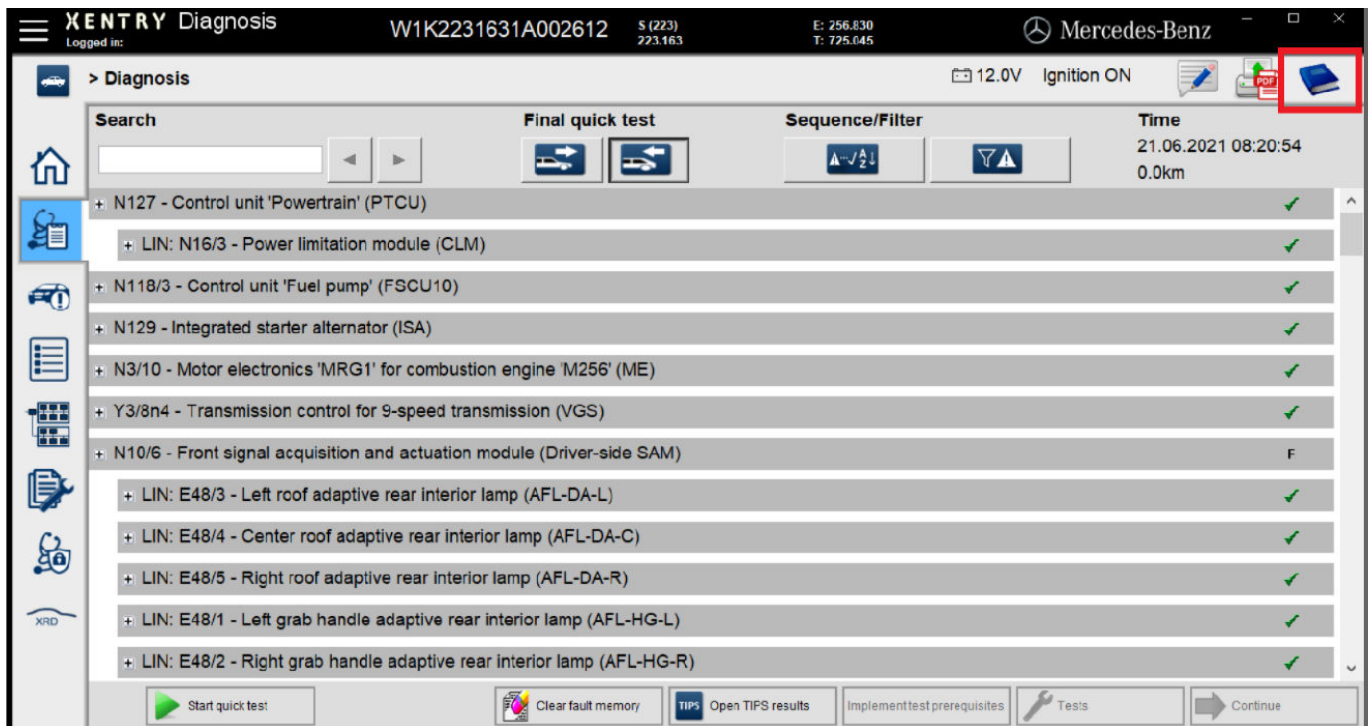 XENTRY Diagnosis W1K2231631A002612 S (223) E: 256.830 Mercedes-Benz
Logged in: 223.163 T: 725.045
> Diagnosis 12.0V Ignition ON PDF
Search Final quick test Sequence/Filter Time
21.06.2021 08:20:54
0.0km
+ N127 - Control unit 'Powertrain' (PTCU)
+ LIN: N16/3 - Power limitation module (CLM)
+ N118/3 - Control unit 'Fuel pump' (FSCU10)
+ N129 - Integrated starter alternator (ISA)
+ N3/10 - Motor electronics 'MRG1' for combustion engine 'M256' (ME)
+ Y3/8n4 - Transmission control for 9-speed transmission (VGS)
+ N10/6 - Front signal acquisition and actuation module (Driver-side SAM) F
+ LIN: E48/3 - Left roof adaptive rear interior lamp (AFL-DA-L)
+ LIN: E48/4 - Center roof adaptive rear interior lamp (AFL-DA-C)
+ LIN: E48/5 - Right roof adaptive rear interior lamp (AFL-DA-R)
+ LIN: E48/1 - Left grab handle adaptive rear interior lamp (AFL-HG-L)
XRD
+ LIN: E48/2 - Right grab handle adaptive rear interior lamp (AFL-HG-R)
Start quick test Clear fault memory TIPS Open TIPS results Implement test prerequisites Tests Continue